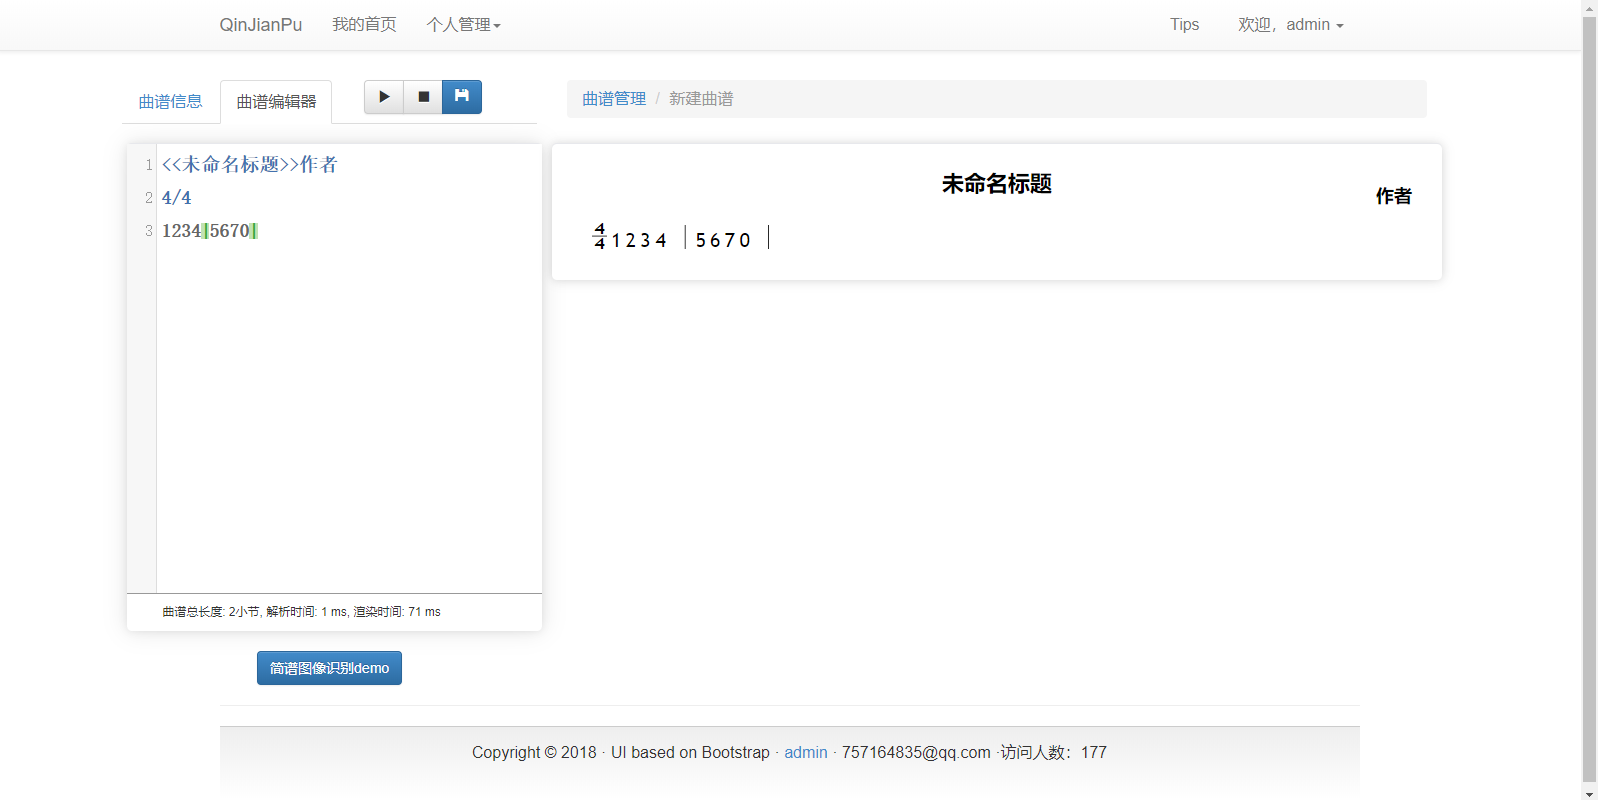 QinJianPu 我的首页 个人管理 Tips 欢迎，admin
曲谱信息 曲谱编辑器 曲谱管理 / 新建曲谱
1 <<未命名标题>>作者
2 4/4
3 1234|5670|
未命名标题
作者
4/4 1 2 3 4 | 5 6 7 0 |
曲谱总长度: 2小节, 解析时间: 1 ms, 渲染时间: 71 ms
简谱图像识别demo
Copyright © 2018 · UI based on Bootstrap · admin · 757164835@qq.com ·访问人数：177